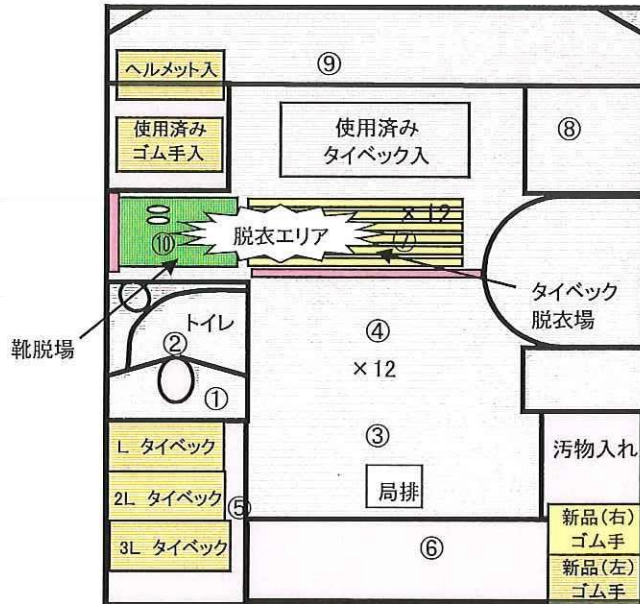 ⑨
ヘルメット入
使用済み
ゴム手入
使用済み
タイベック入
⑧
×12
脱衣エリア
⑩
⑦
タイベック
脱衣場
靴脱場
トイレ
②
①
④
×12
③
局排
L タイベック
2L タイベック
3L タイベック
⑤
⑥
汚物入れ
新品(右)
ゴム手
新品(左)
ゴム手